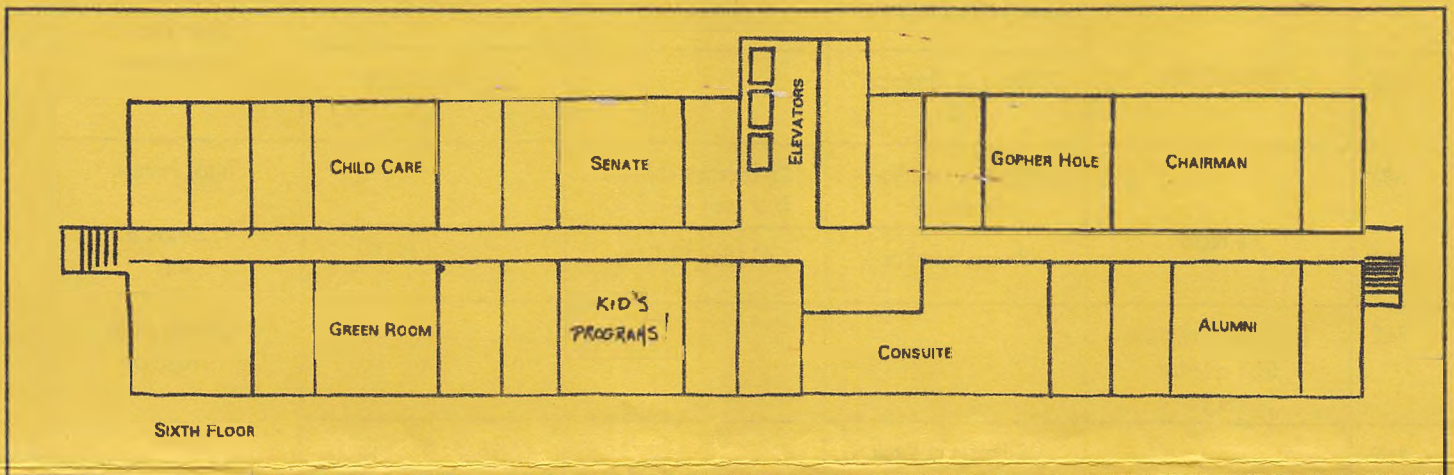 ELEVATORS
CHILD CARE
SENATE
GOPHER HOLE
CHAIRMAN
GREEN ROOM
KID'S
PROGRAMS
CONSUITE
ALUMNI
SIXTH FLOOR